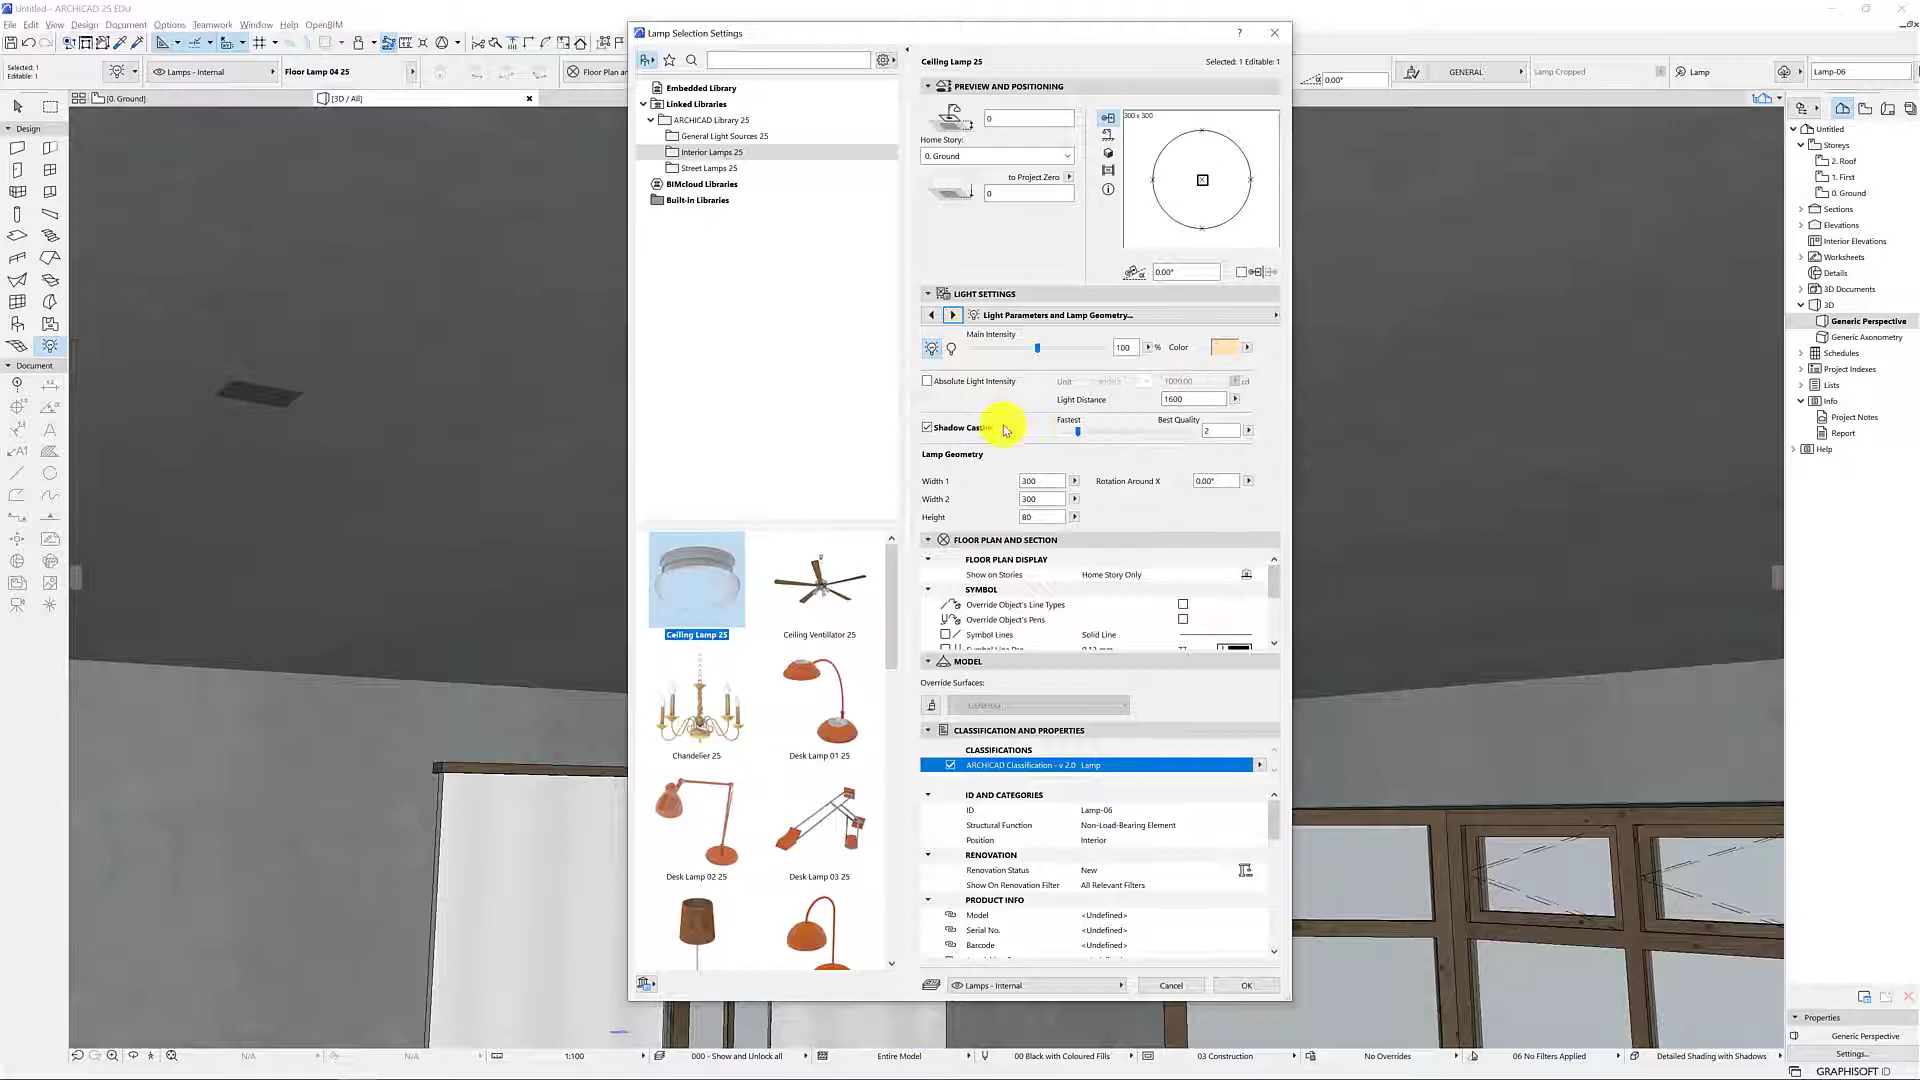 Untitled - ARCHICAD 25 EDU
File Edit View Design Document Options Teamwork Window Help OpenBIM
Selected: 1
Editable: 1
Lamps - Internal
Floor Lamp 04 25
Floor Plan an
0.00°
GENERAL
Lamp Cropped
Lamp
Lamp-06
[0. Ground]
[3D / All]
Design
Document
Lamp Selection Settings
?
Embedded Library
Linked Libraries
ARCHICAD Library 25
General Light Sources 25
Interior Lamps 25
Street Lamps 25
BIMcloud Libraries
Built-in Libraries
Ceiling Lamp 25
Ceiling Ventilator 25
Chandelier 25
Desk Lamp 01 25
Desk Lamp 02 25
Desk Lamp 03 25
Ceiling Lamp 25
Selected: 1 Editable: 1
PREVIEW AND POSITIONING
0
Home Story:
0. Ground
to Project Zero
0
300 x 300
0.00°
LIGHT SETTINGS
Light Parameters and Lamp Geometry...
Main Intensity
100 %
Color
Absolute Light Intensity
Unit
1000.00
cd
Light Distance
1600
Shadow Cast
Fastest
Best Quality
2
Lamp Geometry
Width 1
300
Rotation Around X
0.00°
Width 2
300
Height
80
FLOOR PLAN AND SECTION
FLOOR PLAN DISPLAY
Show on Stories
Home Story Only
SYMBOL
Override Object's Line Types
Override Object's Pens
Symbol Lines
Solid Line
MODEL
Override Surfaces:
CLASSIFICATION AND PROPERTIES
CLASSIFICATIONS
ARCHICAD Classification - v 2.0
Lamp
ID AND CATEGORIES
ID
Lamp-06
Structural Function
Non-Load-Bearing Element
Position
Interior
RENOVATION
Renovation Status
New
Show On Renovation Filter
All Relevant Filters
PRODUCT INFO
Model
<Undefined>
Serial No.
<Undefined>
Barcode
<Undefined>
Lamps - Internal
Cancel
OK
Untitled
Storeys
2. Roof
1. First
0. Ground
Sections
Elevations
Interior Elevations
Worksheets
Details
3D Documents
3D
Generic Perspective
Generic Axonometry
Schedules
Project Indexes
Lists
Info
Project Notes
Report
Help
Properties
Generic Perspective
Settings...
GRAPHISOFT ID
N/A
N/A
1:100
000 - Show and Unlock all
Entire Model
00 Black with Coloured Fills
03 Construction
No Overrides
06 No Filters Applied
Detailed Shading with Shadows